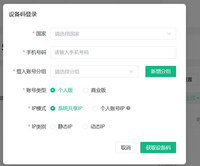 设备码登录
* 国家 请选择国家
* 手机号码 请输入手机号码
* 登入账号分组 请选择分组 新增分组
* 账号类型 个人版 商业版
* IP模式 系统共享IP 个人账号IP
* IP类别 静态IP 动态IP
取消 获取设备码